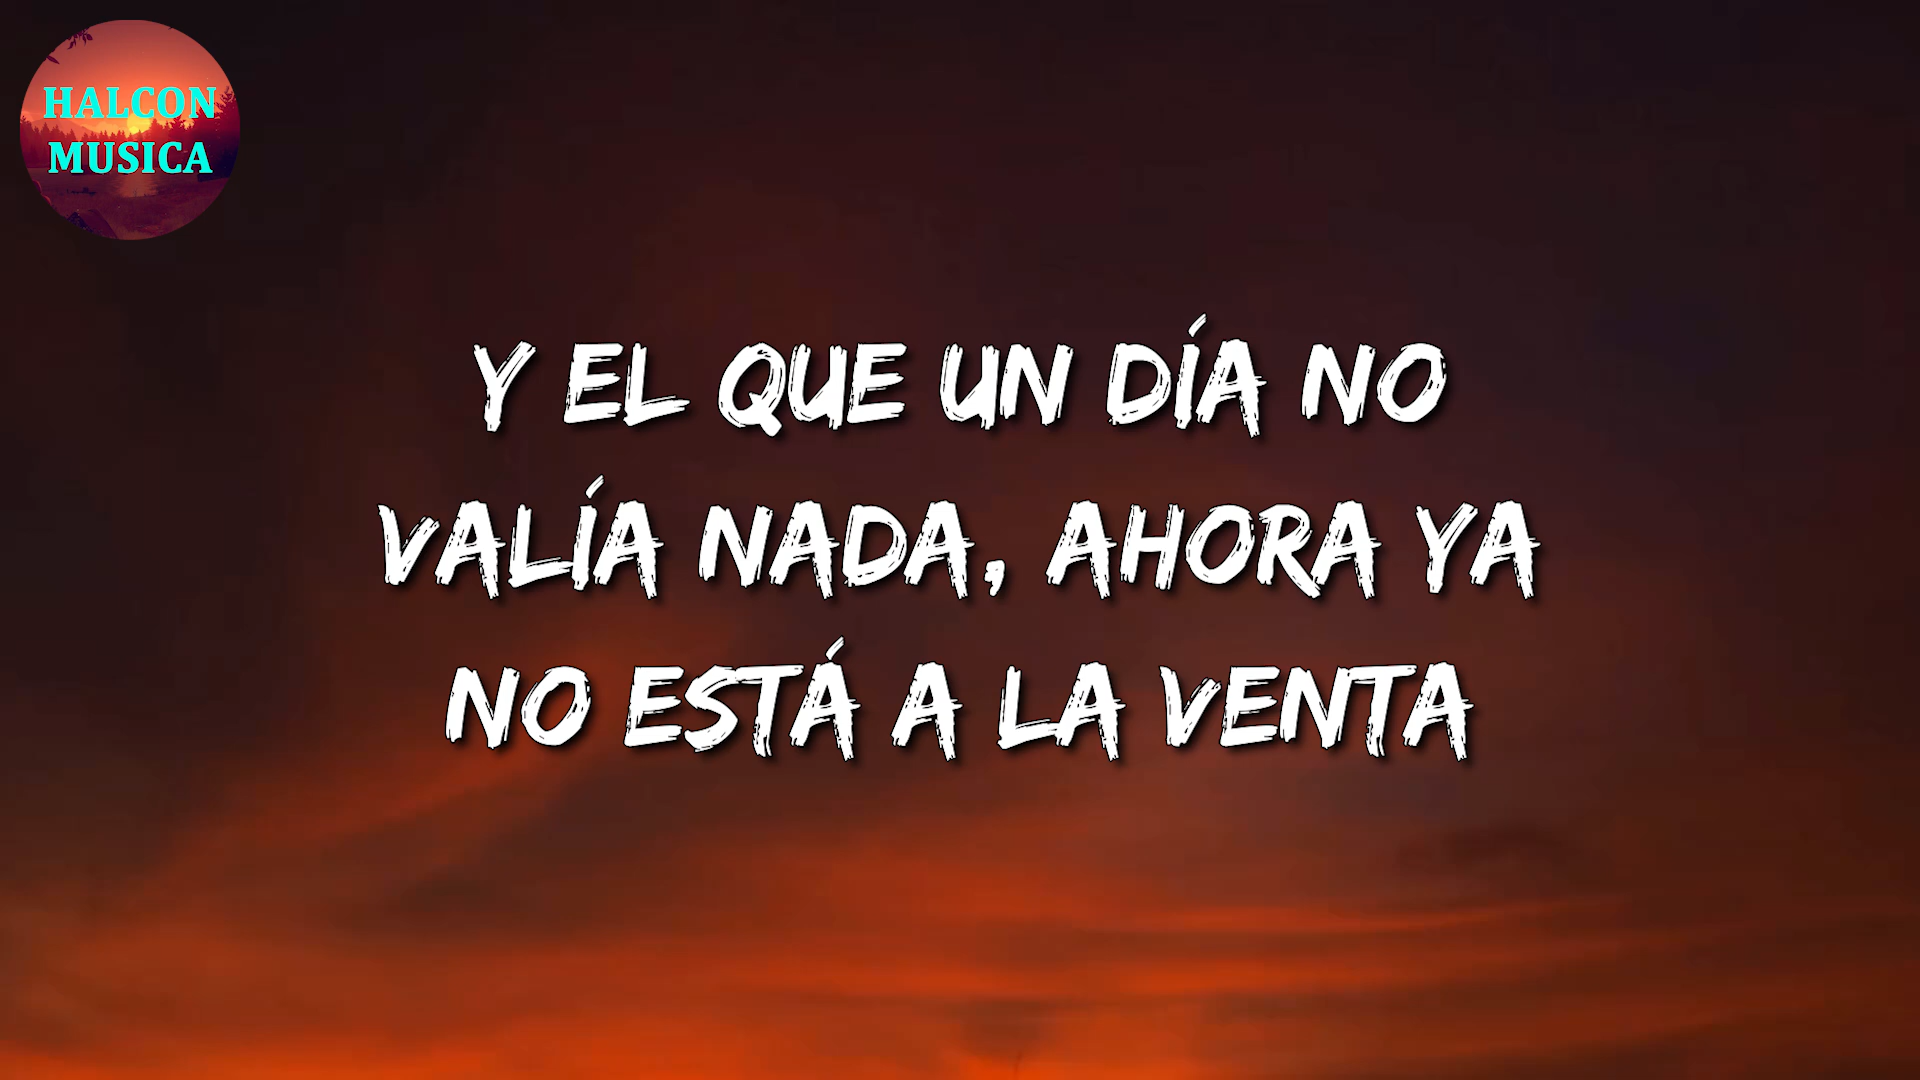 HALCON
MUSICA
Y EL QUE UN DÍA NO
VALÍA NADA, AHORA YA
NO ESTÁ A LA VENTA